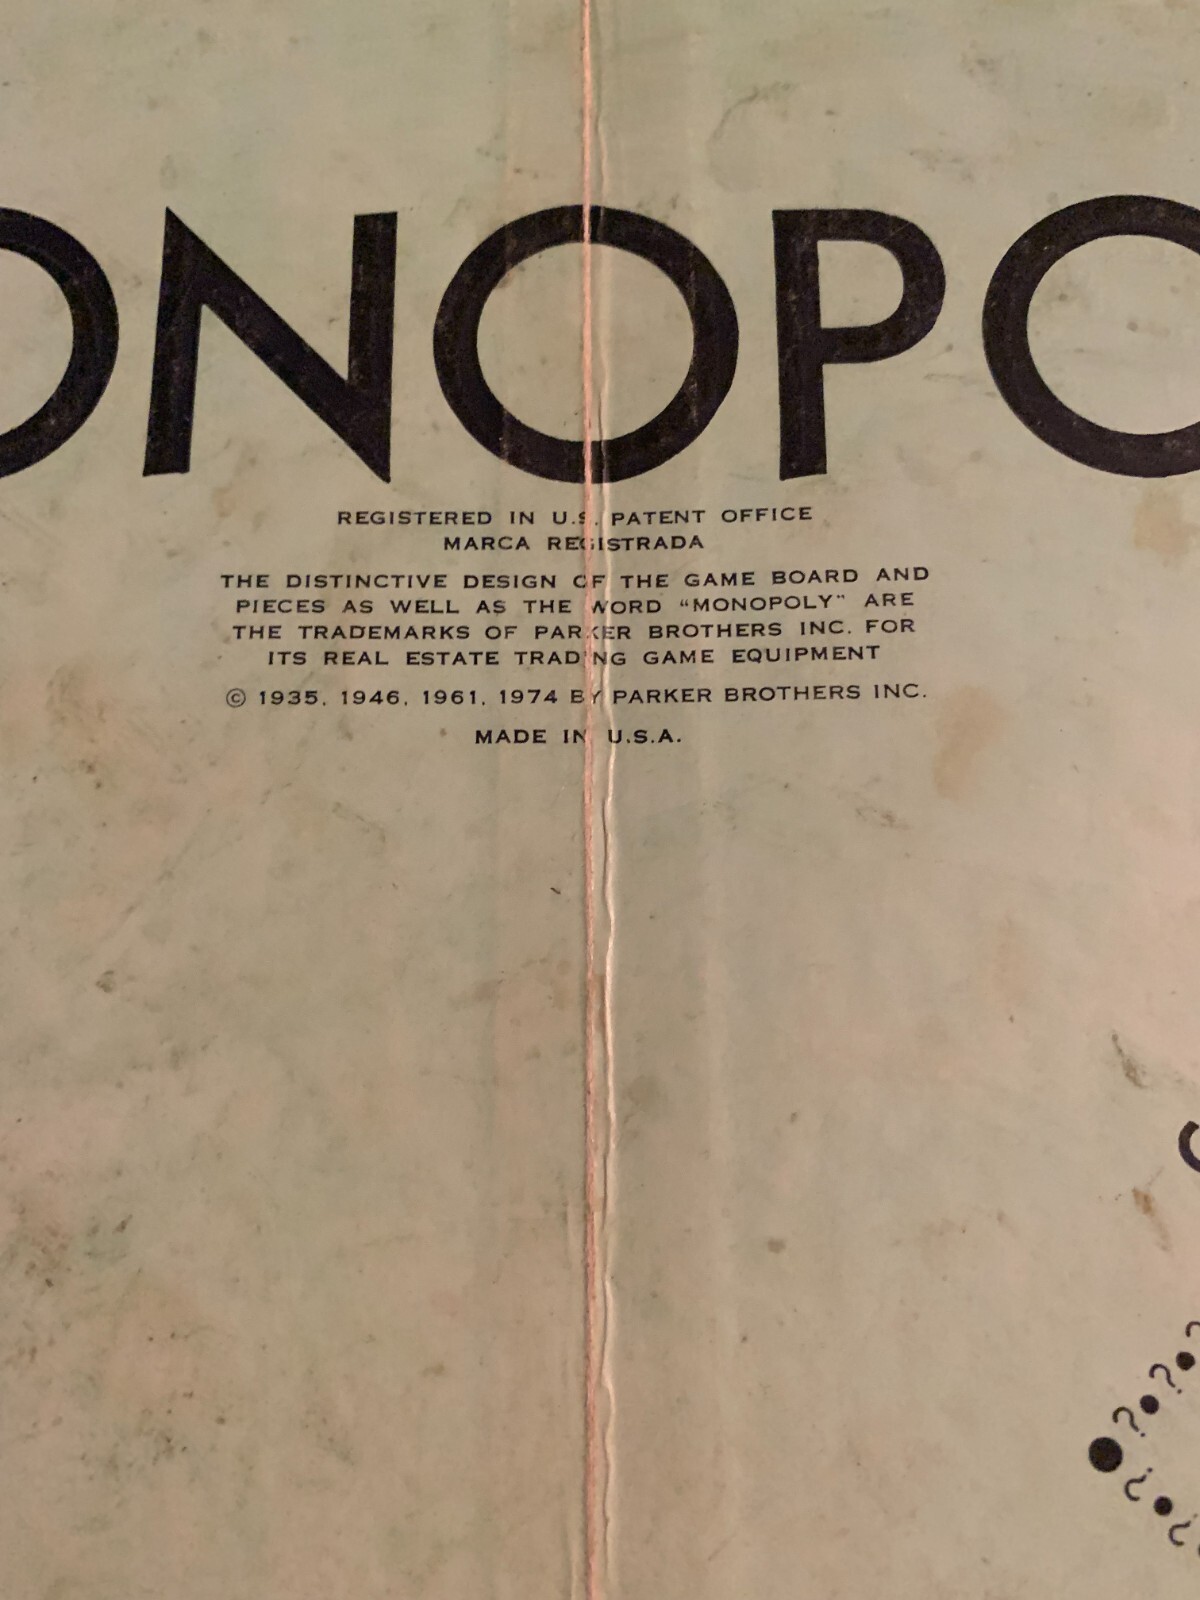 ONOPO
REGISTERED IN U.S. PATENT OFFICE
MARCA REGISTRADA
THE DISTINCTIVE DESIGN OF THE GAME BOARD AND
PIECES AS WELL AS THE WORD “MONOPOLY” ARE
THE TRADEMARKS OF PARKER BROTHERS INC. FOR
ITS REAL ESTATE TRADING GAME EQUIPMENT
© 1935, 1946, 1961, 1974 BY PARKER BROTHERS INC.
MADE IN U.S.A.